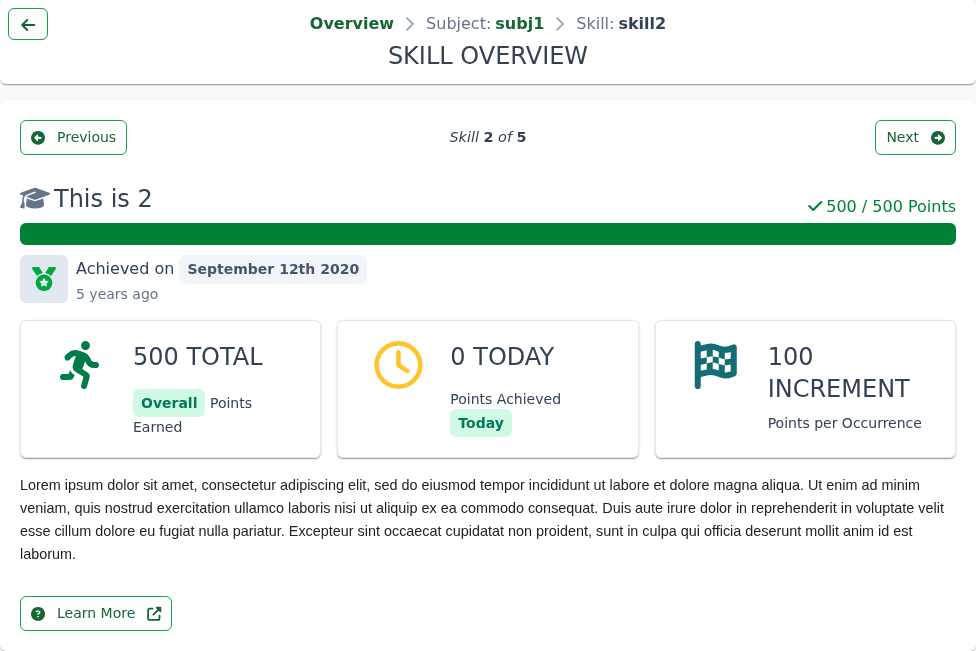 Overview > Subject: subj1 > Skill: skill2
SKILL OVERVIEW
Previous
Skill 2 of 5
Next
This is 2
500 / 500 Points
Achieved on September 12th 2020
5 years ago
500 TOTAL
Overall Points
Earned
0 TODAY
Points Achieved
Today
100
INCREMENT
Points per Occurrence
Lorem ipsum dolor sit amet, consectetur adipiscing elit, sed do eiusmod tempor incididunt ut labore et dolore magna aliqua. Ut enim ad minim
veniam, quis nostrud exercitation ullamco laboris nisi ut aliquip ex ea commodo consequat. Duis aute irure dolor in reprehenderit in voluptate velit
esse cillum dolore eu fugiat nulla pariatur. Excepteur sint occaecat cupidatat non proident, sunt in culpa qui officia deserunt mollit anim id est
laborum.
Learn More